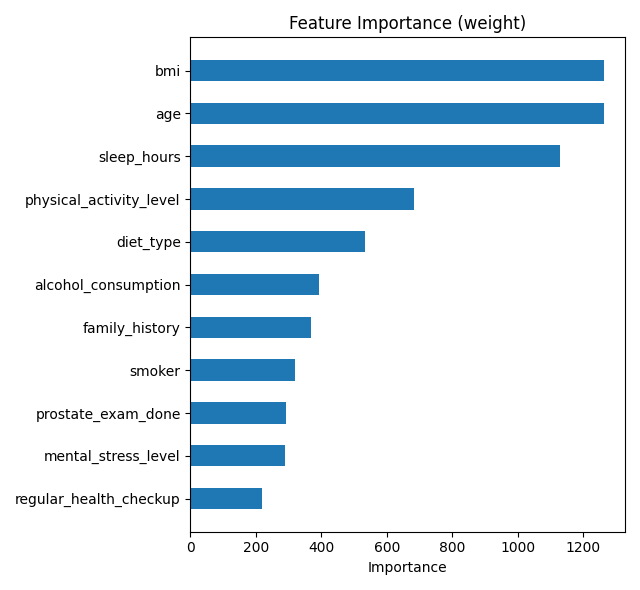 Feature Importance (weight)
bmi
age
sleep_hours
physical_activity_level
diet_type
alcohol_consumption
family_history
smoker
prostate_exam_done
mental_stress_level
regular_health_checkup
0 200 400 600 800 1000 1200
Importance